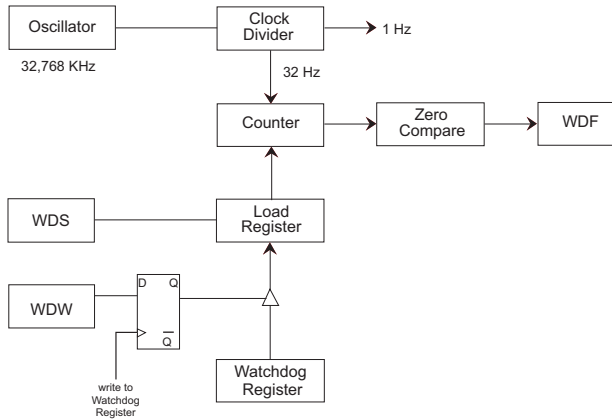 Oscillator
Clock
Divider
1 Hz
32,768 KHz
32 Hz
Counter
Zero
Compare
WDF
WDS
Load
Register
D Q
WDW
Q
write to
Watchdog
Register
Watchdog
Register